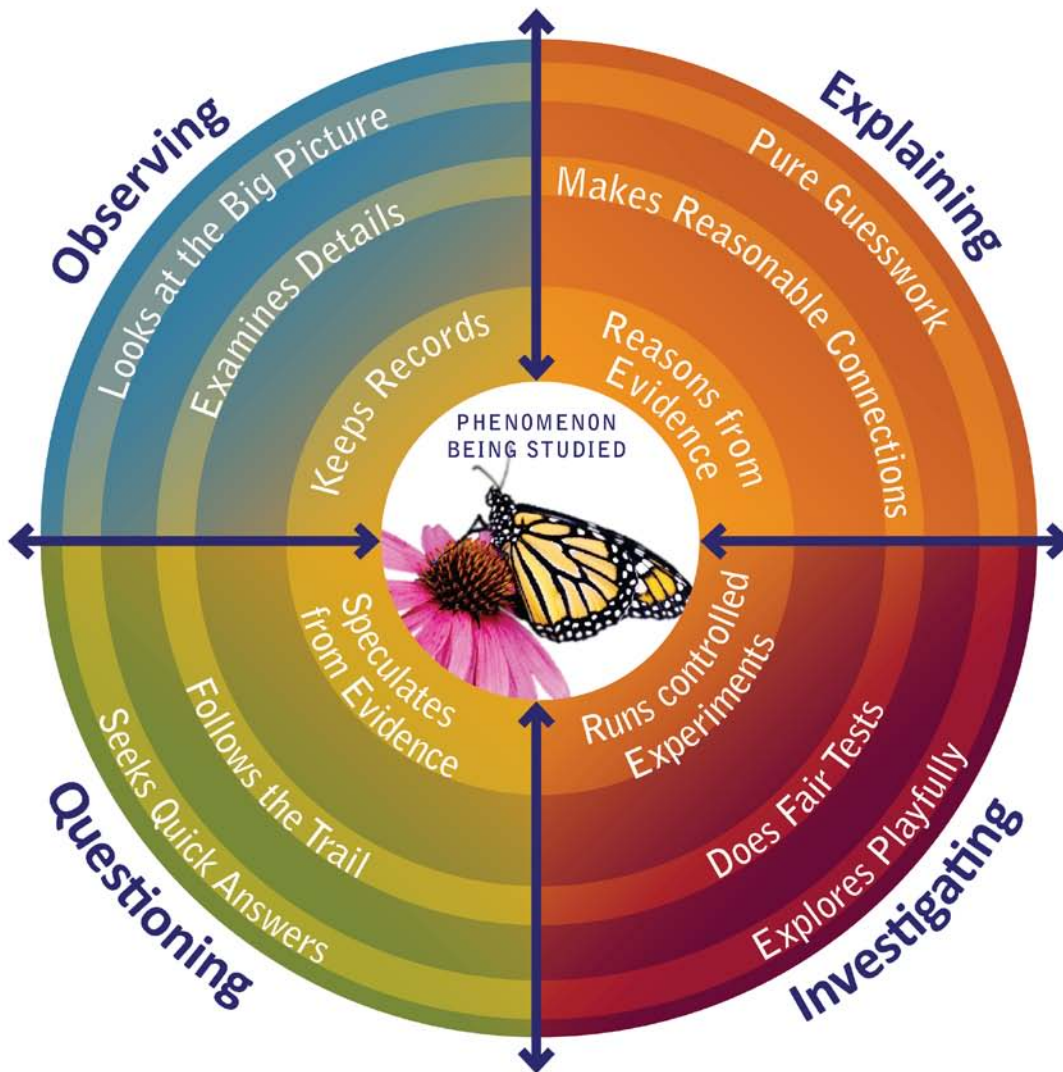 Observing
Looks at the Big Picture
Examines Details
Keeps Records
Explaining
Pure Guesswork
Makes Reasonable Connections
Reasons from
Evidence
PHENOMENON
BEING STUDIED
Questioning
Seeks Quick Answers
Follows the Trail
Speculates
from Evidence
Investigating
Explores Playfully
Does Fair Tests
Runs controlled
Experiments